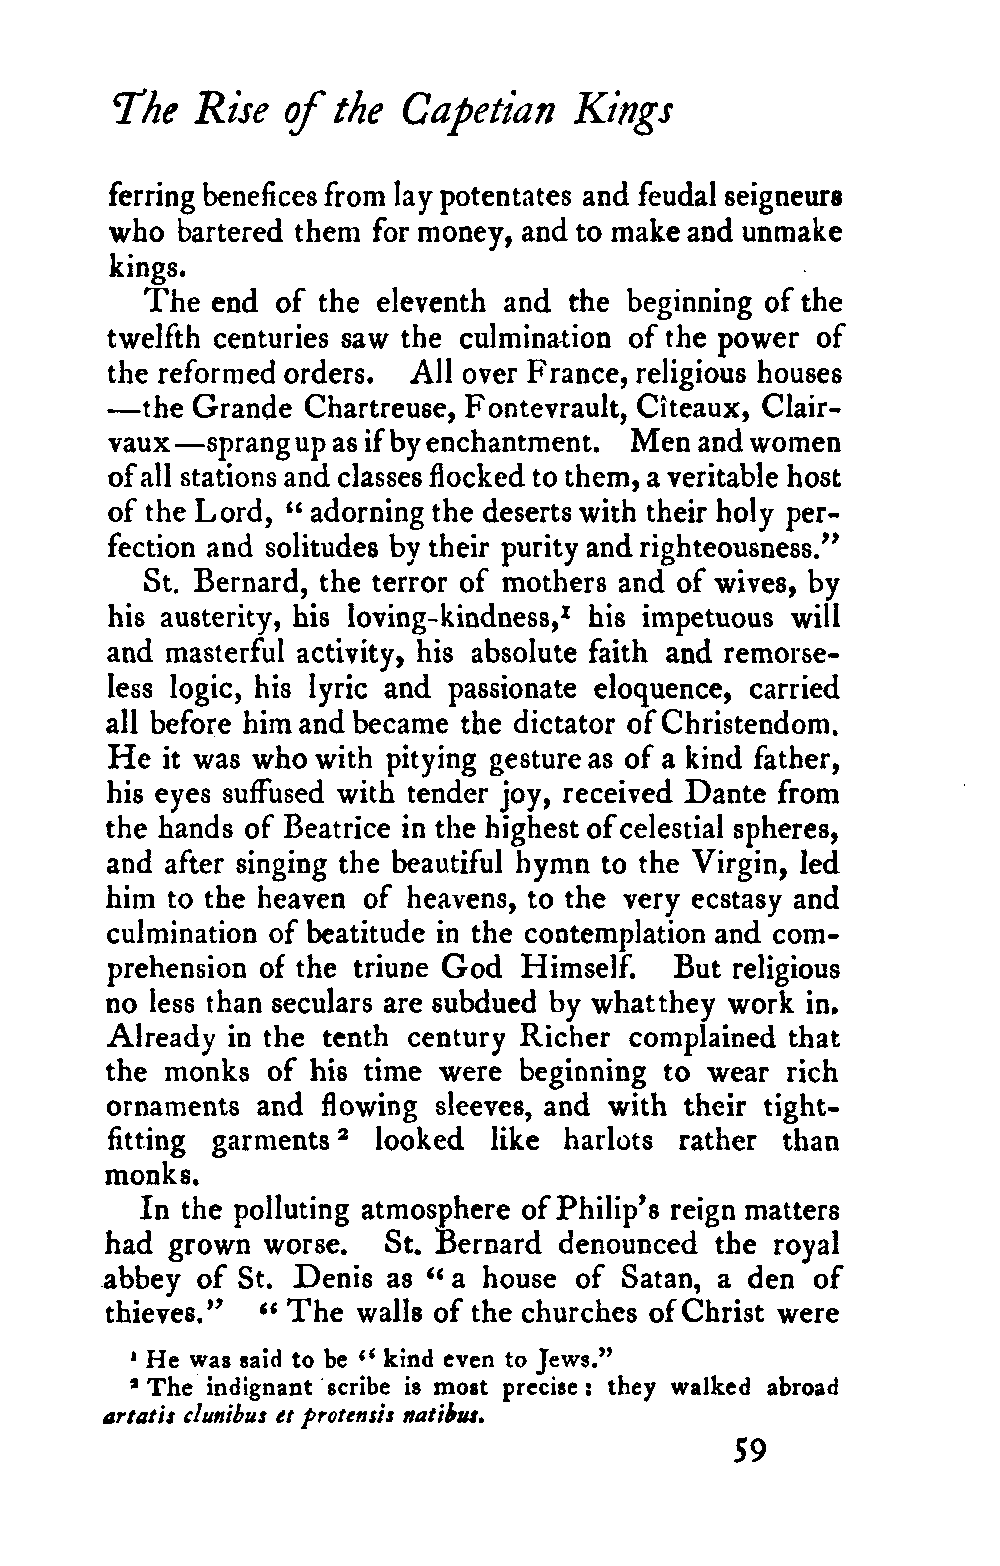 The Rise of the Capetian Kings
ferring benefices from lay potentates and feudal seigneurs
who bartered them for money, and to make and unmake
kings.
The end of the eleventh and the beginning of the
twelfth centuries saw the culmination of the power of
the reformed orders. All over France, religious houses
—the Grande Chartreuse, Fontevrault, Cîteaux, Clair-
vaux—sprang up as if by enchantment. Men and women
of all stations and classes flocked to them, a veritable host
of the Lord, “adorning the deserts with their holy per-
fection and solitudes by their purity and righteousness.”
St. Bernard, the terror of mothers and of wives, by
his austerity, his loving-kindness,¹ his impetuous will
and masterful activity, his absolute faith and remorse-
less logic, his lyric and passionate eloquence, carried
all before him and became the dictator of Christendom.
He it was who with pitying gesture as of a kind father,
his eyes suffused with tender joy, received Dante from
the hands of Beatrice in the highest of celestial spheres,
and after singing the beautiful hymn to the Virgin, led
him to the heaven of heavens, to the very ecstasy and
culmination of beatitude in the contemplation and com-
prehension of the triune God Himself. But religious
no less than seculars are subdued by what they work in.
Already in the tenth century Richer complained that
the monks of his time were beginning to wear rich
ornaments and flowing sleeves, and with their tight-
fitting garments² looked like harlots rather than
monks.
In the polluting atmosphere of Philip’s reign matters
had grown worse. St. Bernard denounced the royal
abbey of St. Denis as “a house of Satan, a den of
thieves.” “The walls of the churches of Christ were
¹ He was said to be “kind even to Jews.”
² The indignant scribe is most precise: they walked abroad
artatis clunibus et protensis natibus.
59